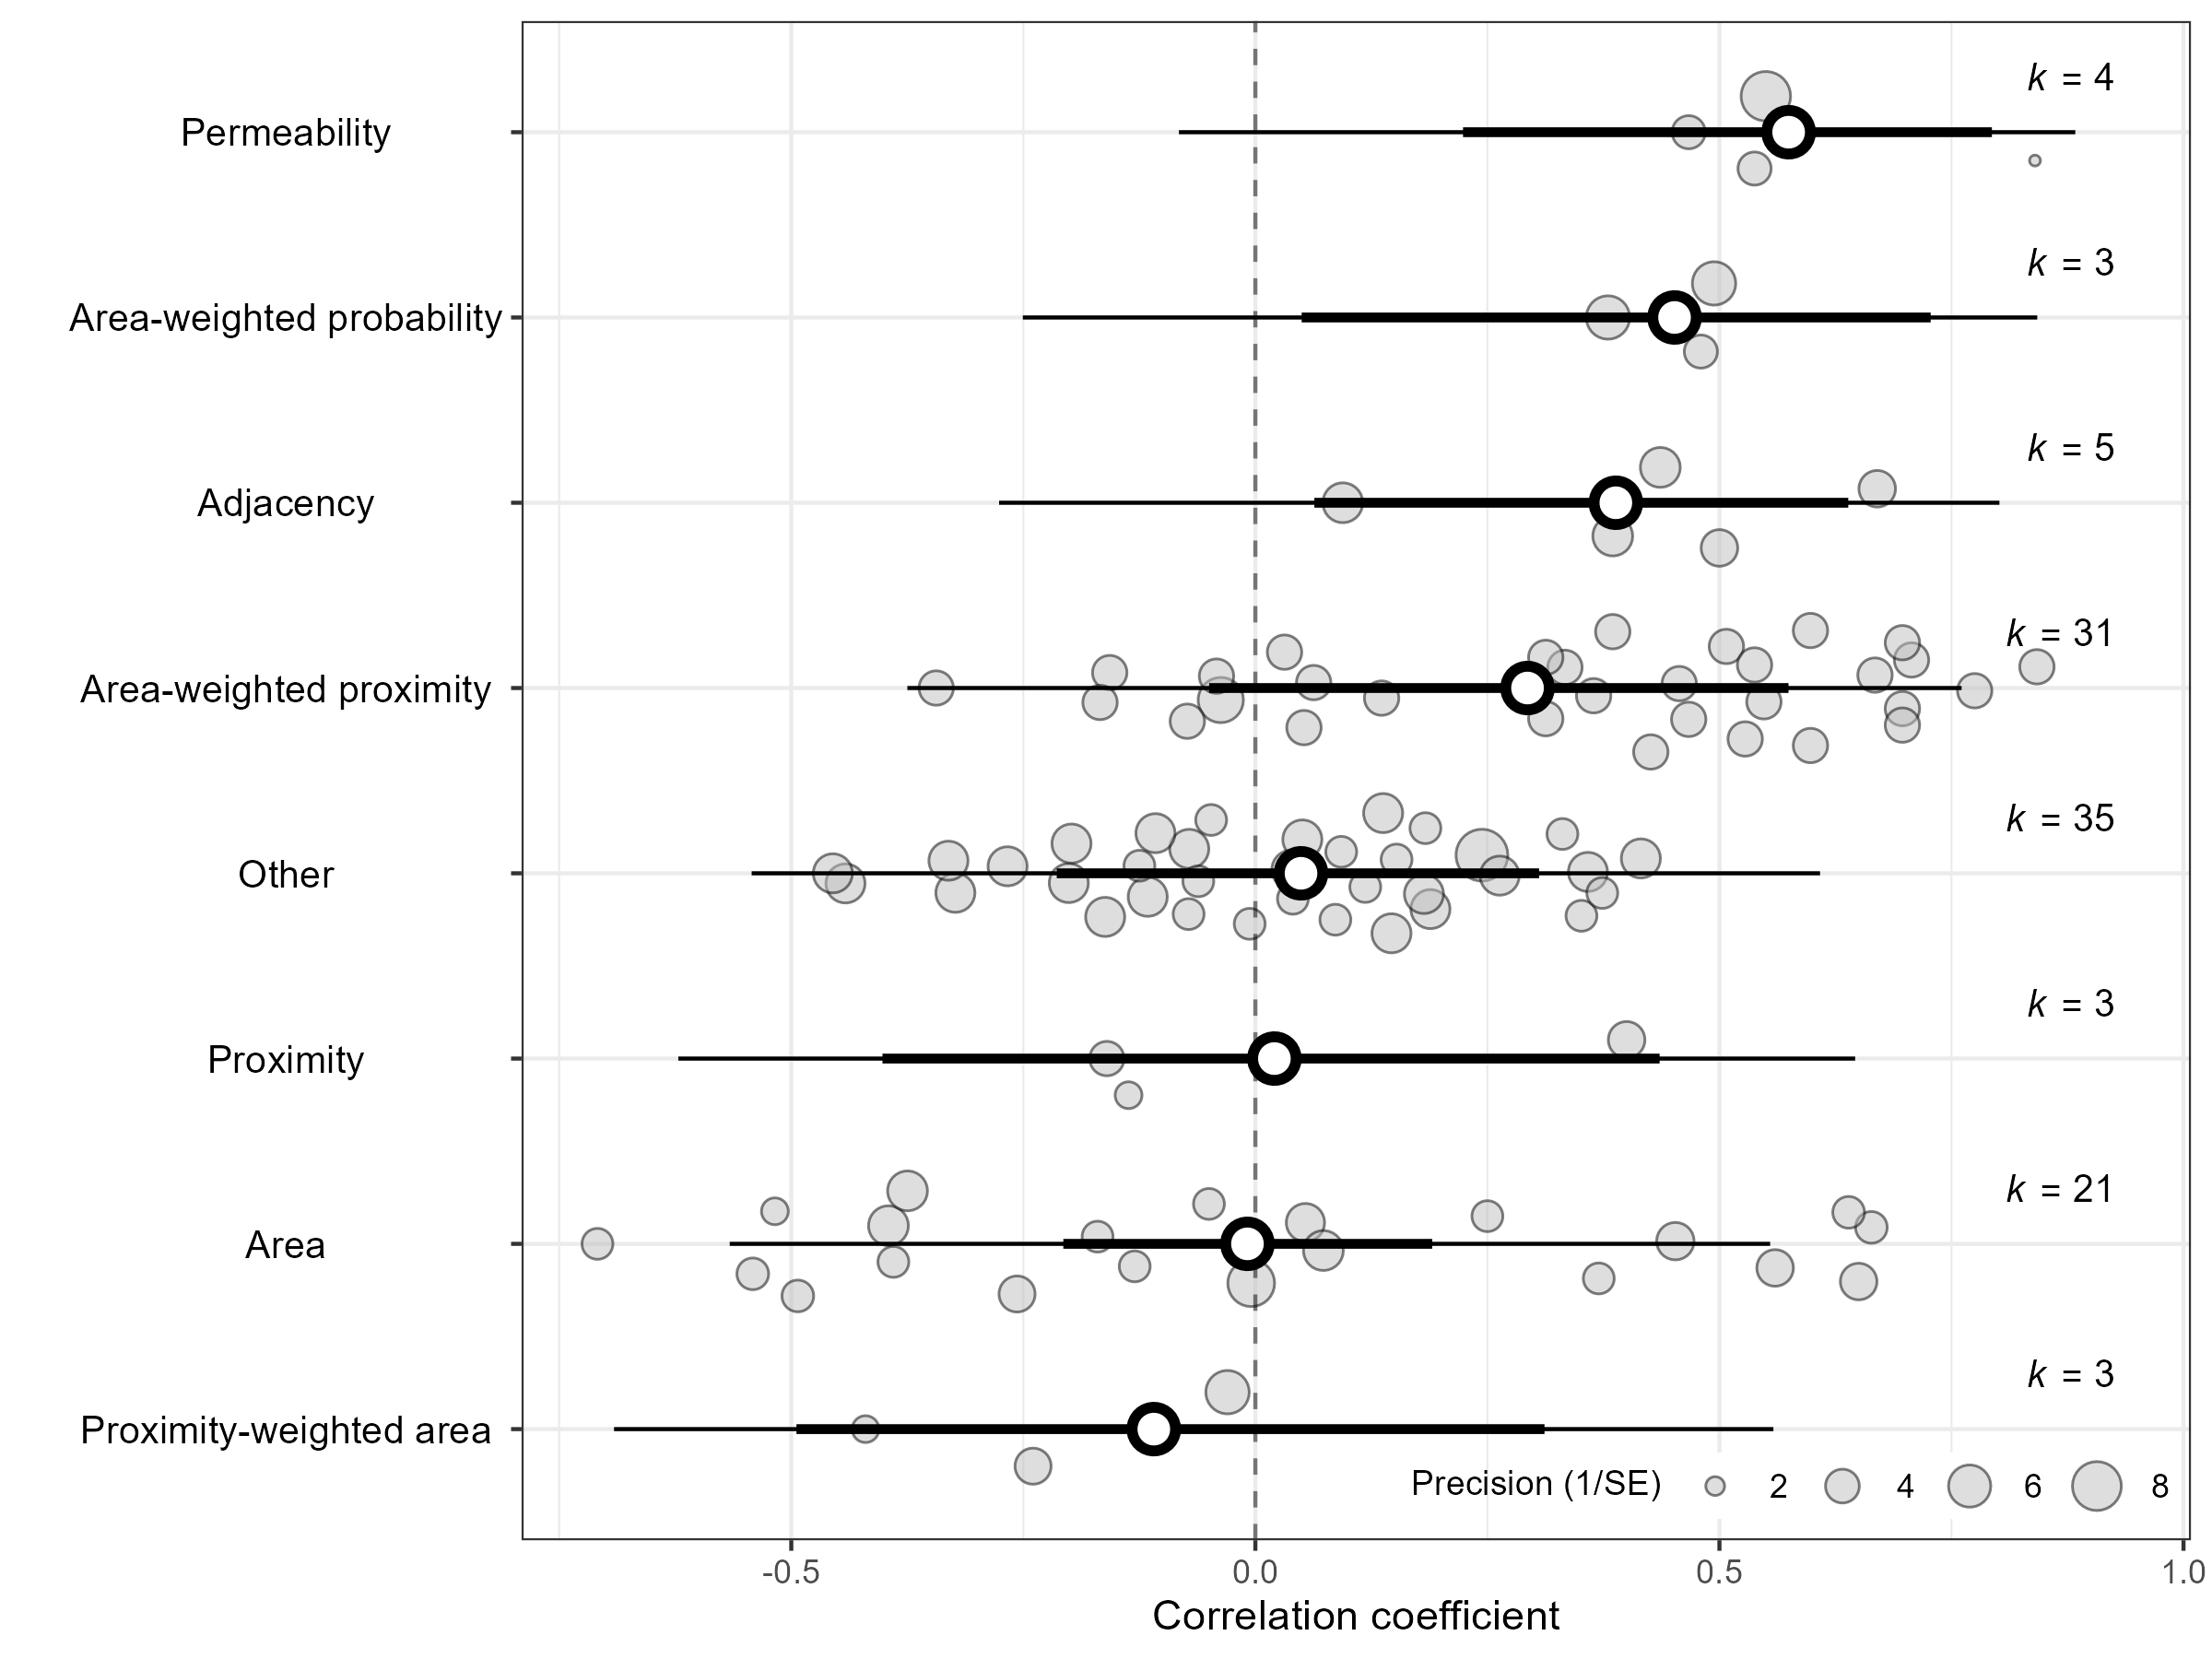 k = 4
Permeability
k = 3
Area-weighted probability
k = 5
Adjacency
k = 31
Area-weighted proximity
k = 35
Other
k = 3
Proximity
k = 21
Area
k = 3
Proximity-weighted area
Precision (1/SE) 2 4 6 8
-0.5 0.0 0.5 1.0
Correlation coefficient